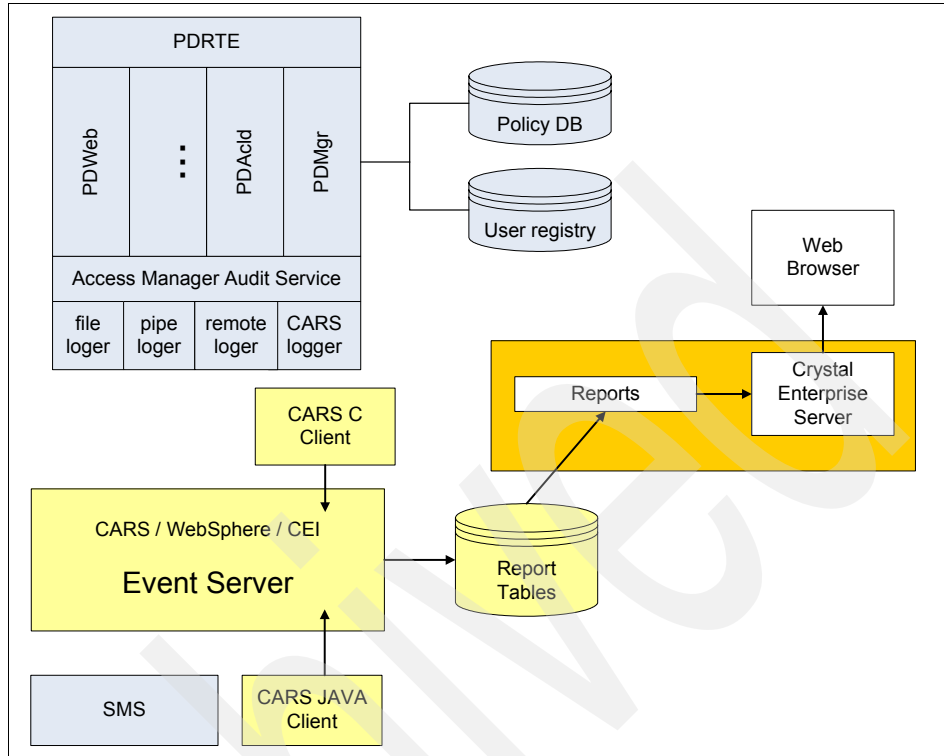 PDRTE
PDWeb
...
PDAcld
PDMgr
Access Manager Audit Service
file
loger
pipe
loger
remote
loger
CARS
logger
Policy DB
User registry
Web
Browser
Reports
Crystal
Enterprise
Server
CARS C
Client
CARS / WebSphere / CEI
Event Server
Report
Tables
SMS
CARS JAVA
Client